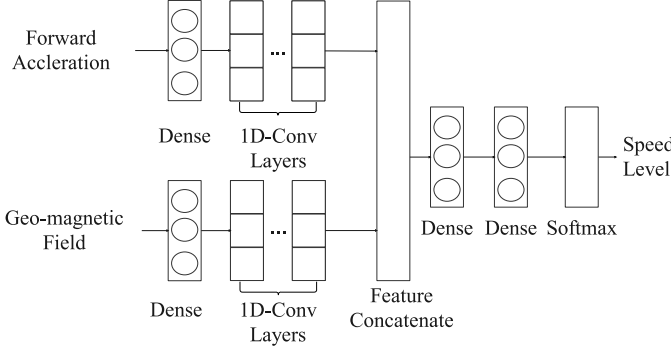 Forward
Accleration
Dense
1D-Conv
Layers
Geo-magnetic
Field
Dense
1D-Conv
Layers
Feature
Concatenate
Dense
Dense
Softmax
Speed
Level